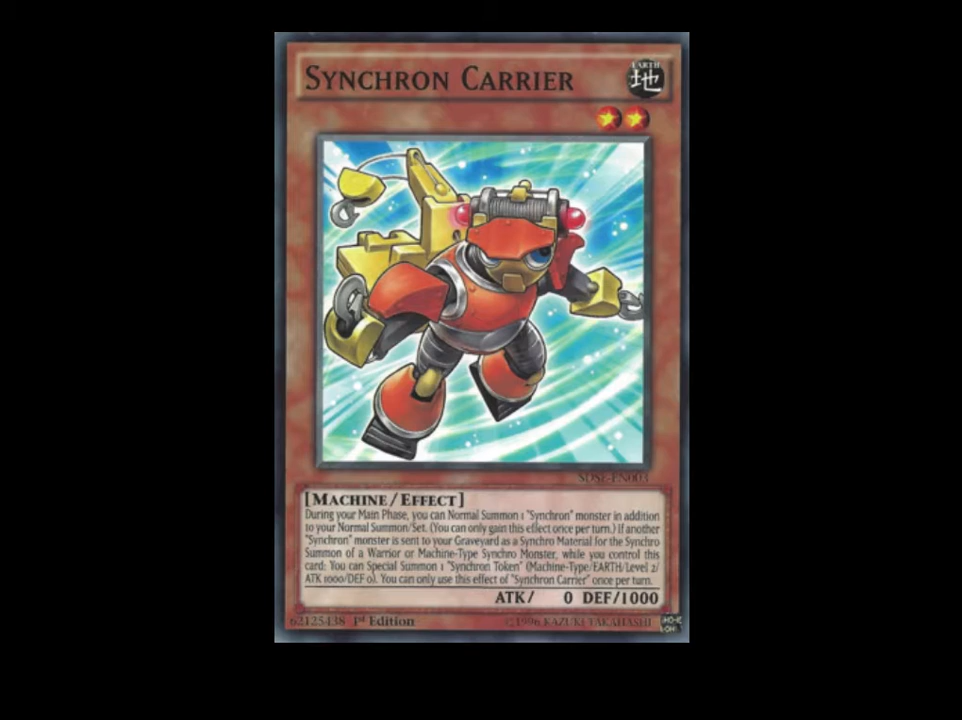 SYNCHRON CARRIER
EARTH
地
SDSE-EN003
[MACHINE/EFFECT]
During your Main Phase, you can Normal Summon 1 "Synchron" monster in addition
to your Normal Summon/Set. (You can only gain this effect once per turn.) If another
"Synchron" monster is sent to your Graveyard as a Synchro Material for the Synchro
Summon of a Warrior or Machine-Type Synchro Monster, while you control this
card: You can Special Summon 1 "Synchron Token" (Machine-Type/EARTH/Level 2/
ATK 1000/DEF 0). You can only use this effect of "Synchron Carrier" once per turn.
ATK/ 0 DEF/1000
62125438 1st Edition ©1996 KAZUKI TAKAHASHI